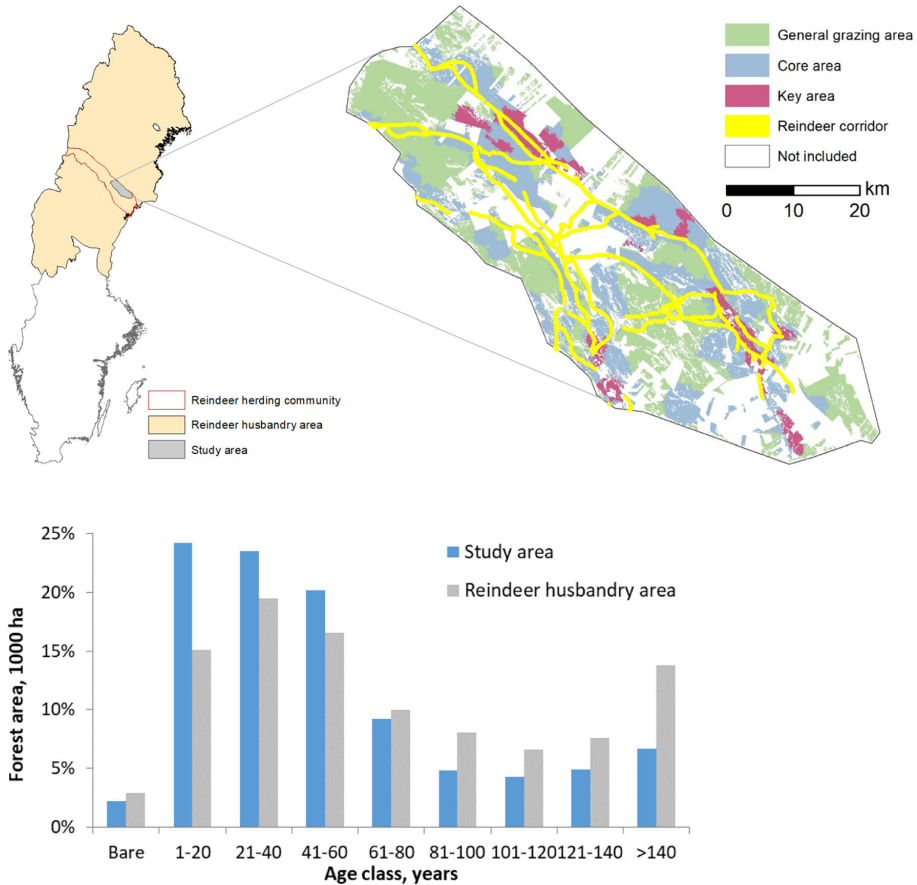 General grazing area
Core area
Key area
Reindeer corridor
Not included
km
0 10 20
Reindeer herding community
Reindeer husbandry area
Study area
25%
20%
15%
10%
5%
0%
Forest area, 1000 ha
Study area
Reindeer husbandry area
Bare 1-20 21-40 41-60 61-80 81-100 101-120 121-140 >140
Age class, years